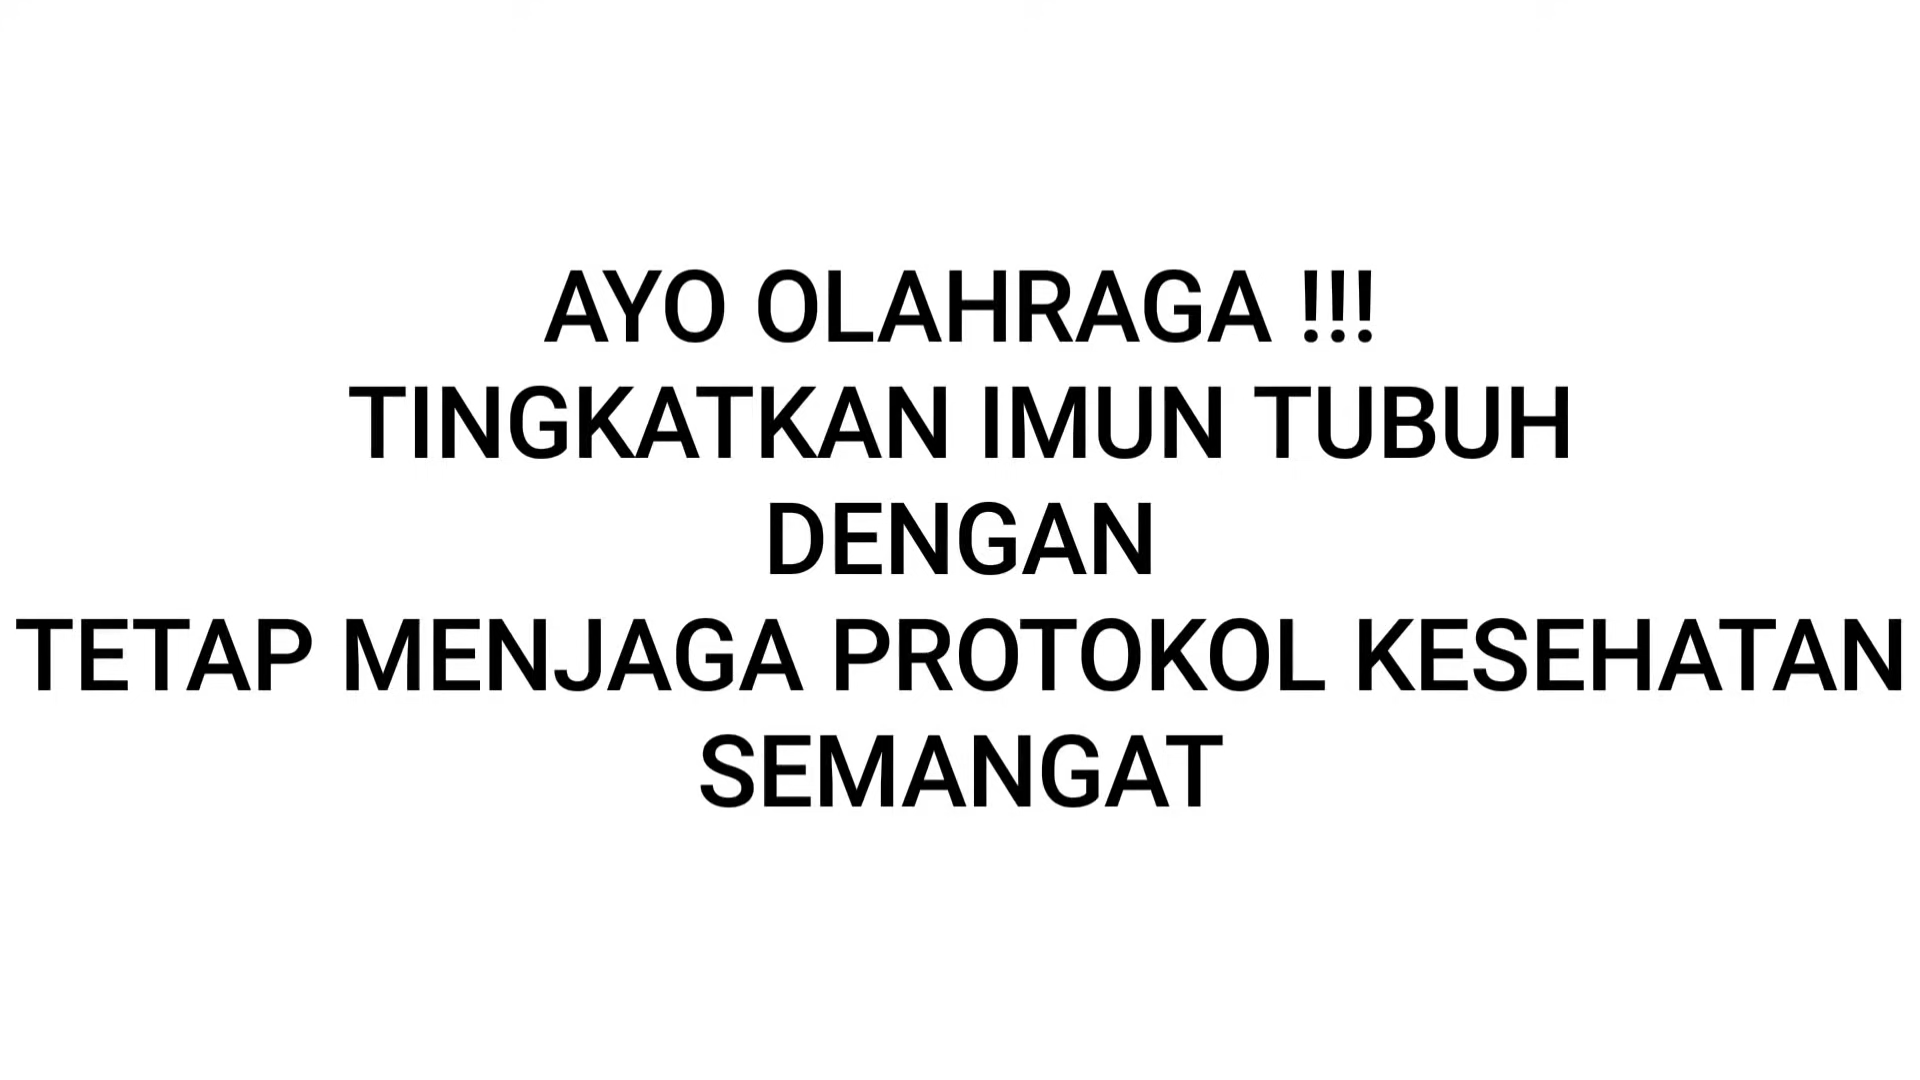 AYO OLAHRAGA !!!
TINGKATKAN IMUN TUBUH
DENGAN
TETAP MENJAGA PROTOKOL KESEHATAN
SEMANGAT